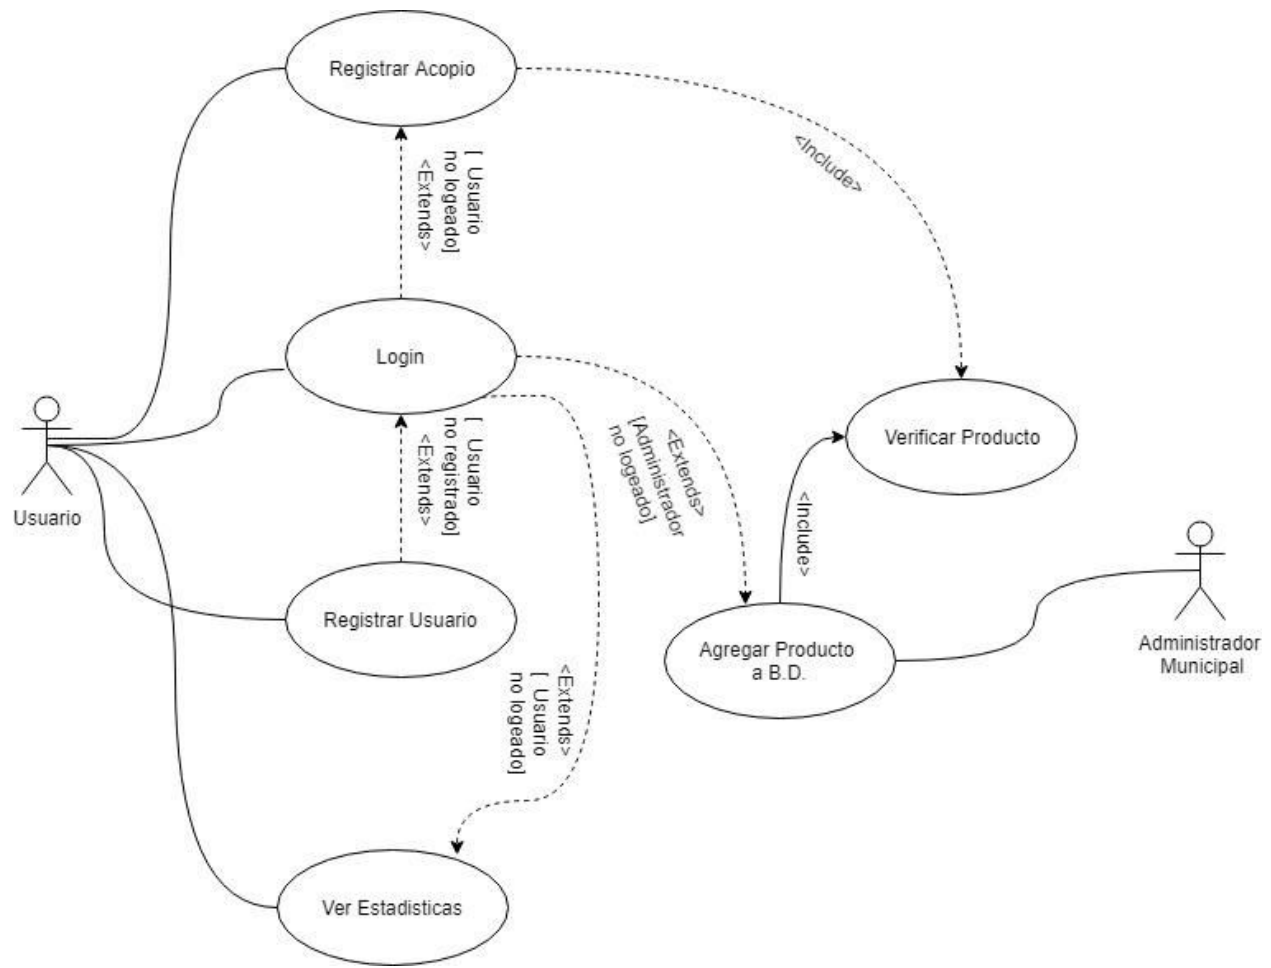 Registrar Acopio
<Include>
[ Usuario
no logeado]
<Extends>
Login
[ Usuario
no registrado]
<Extends>
<Extends>
[Administrador
no logeado]
Verificar Producto
<Include>
Usuario
Registrar Usuario
Agregar Producto
a B.D.
Administrador
Municipal
<Extends>
[ Usuario
no logeado]
Ver Estadisticas